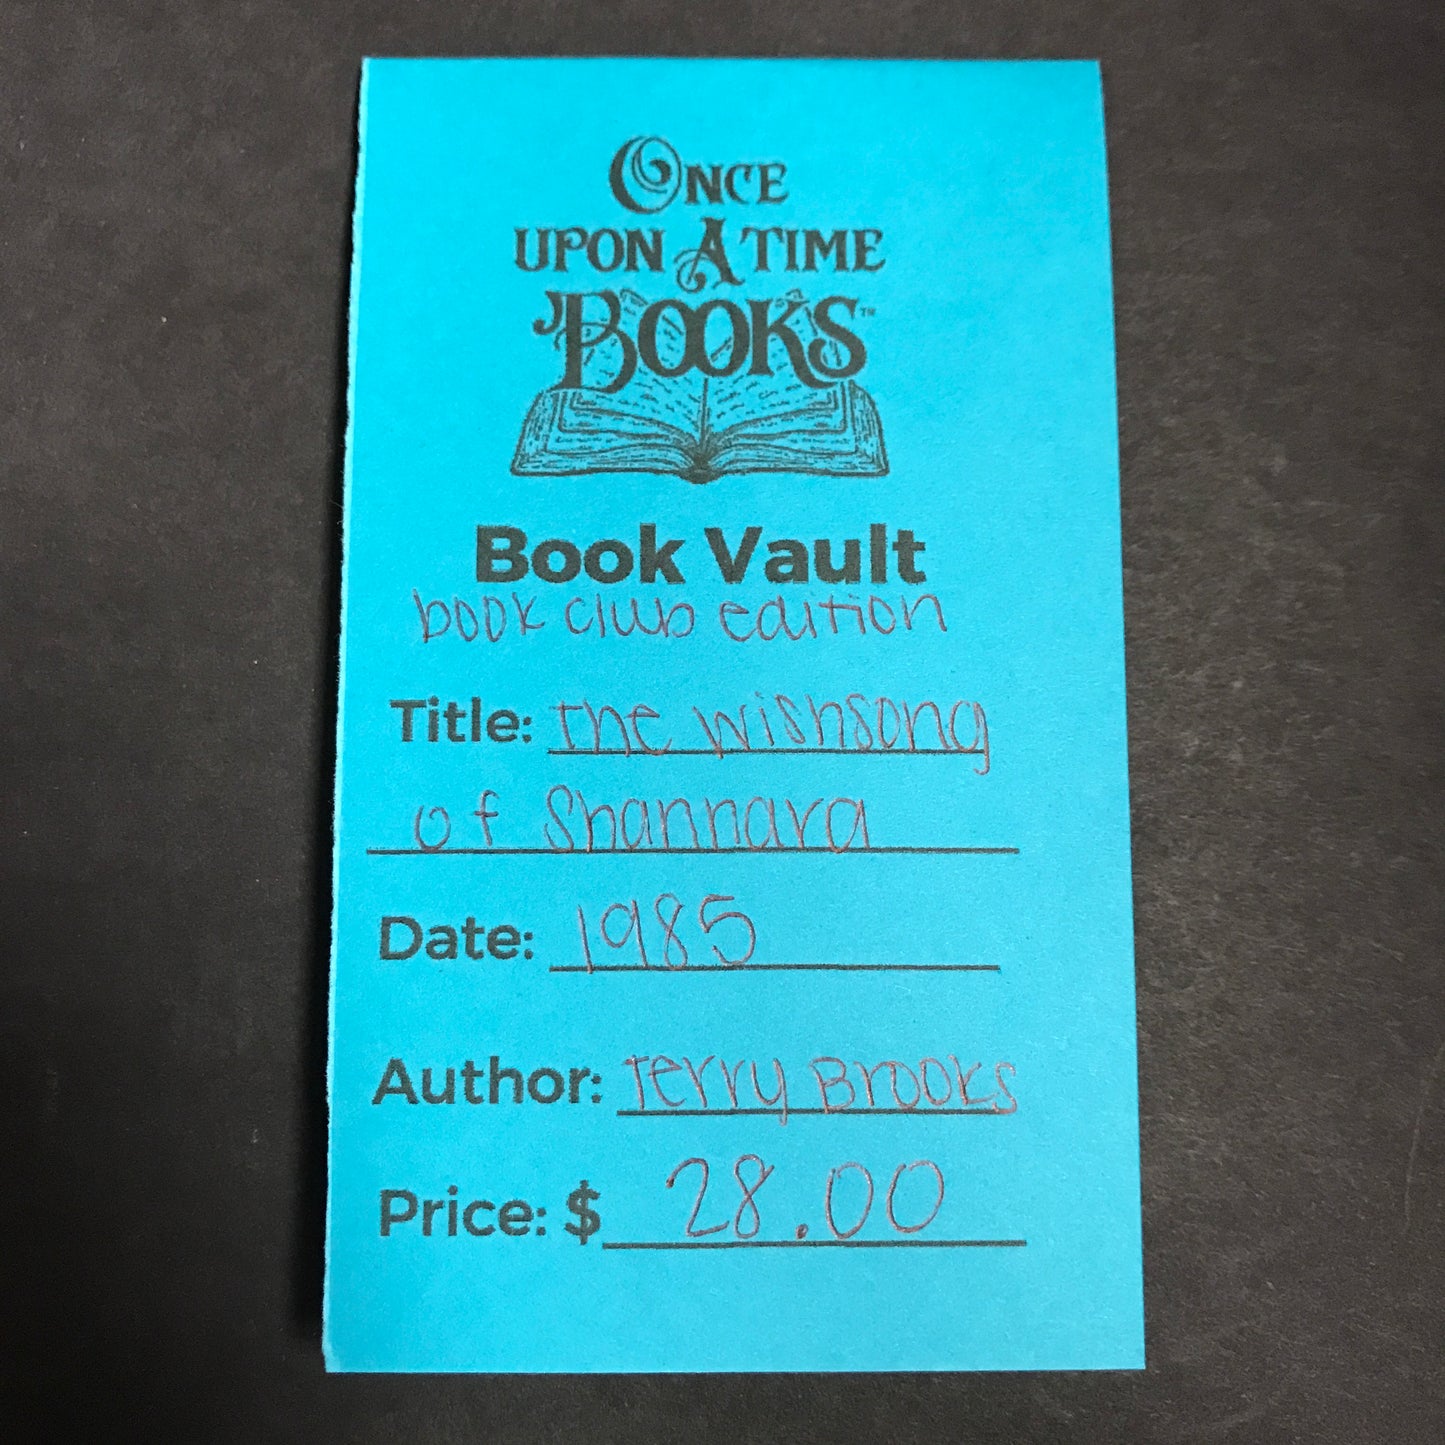 ONCE
UPON A TIME
BOOKS™
Book Vault
book club edition
Title: The Wishsong
of Shannara
Date: 1985
Author: Terry Brooks
Price: $ 28.00